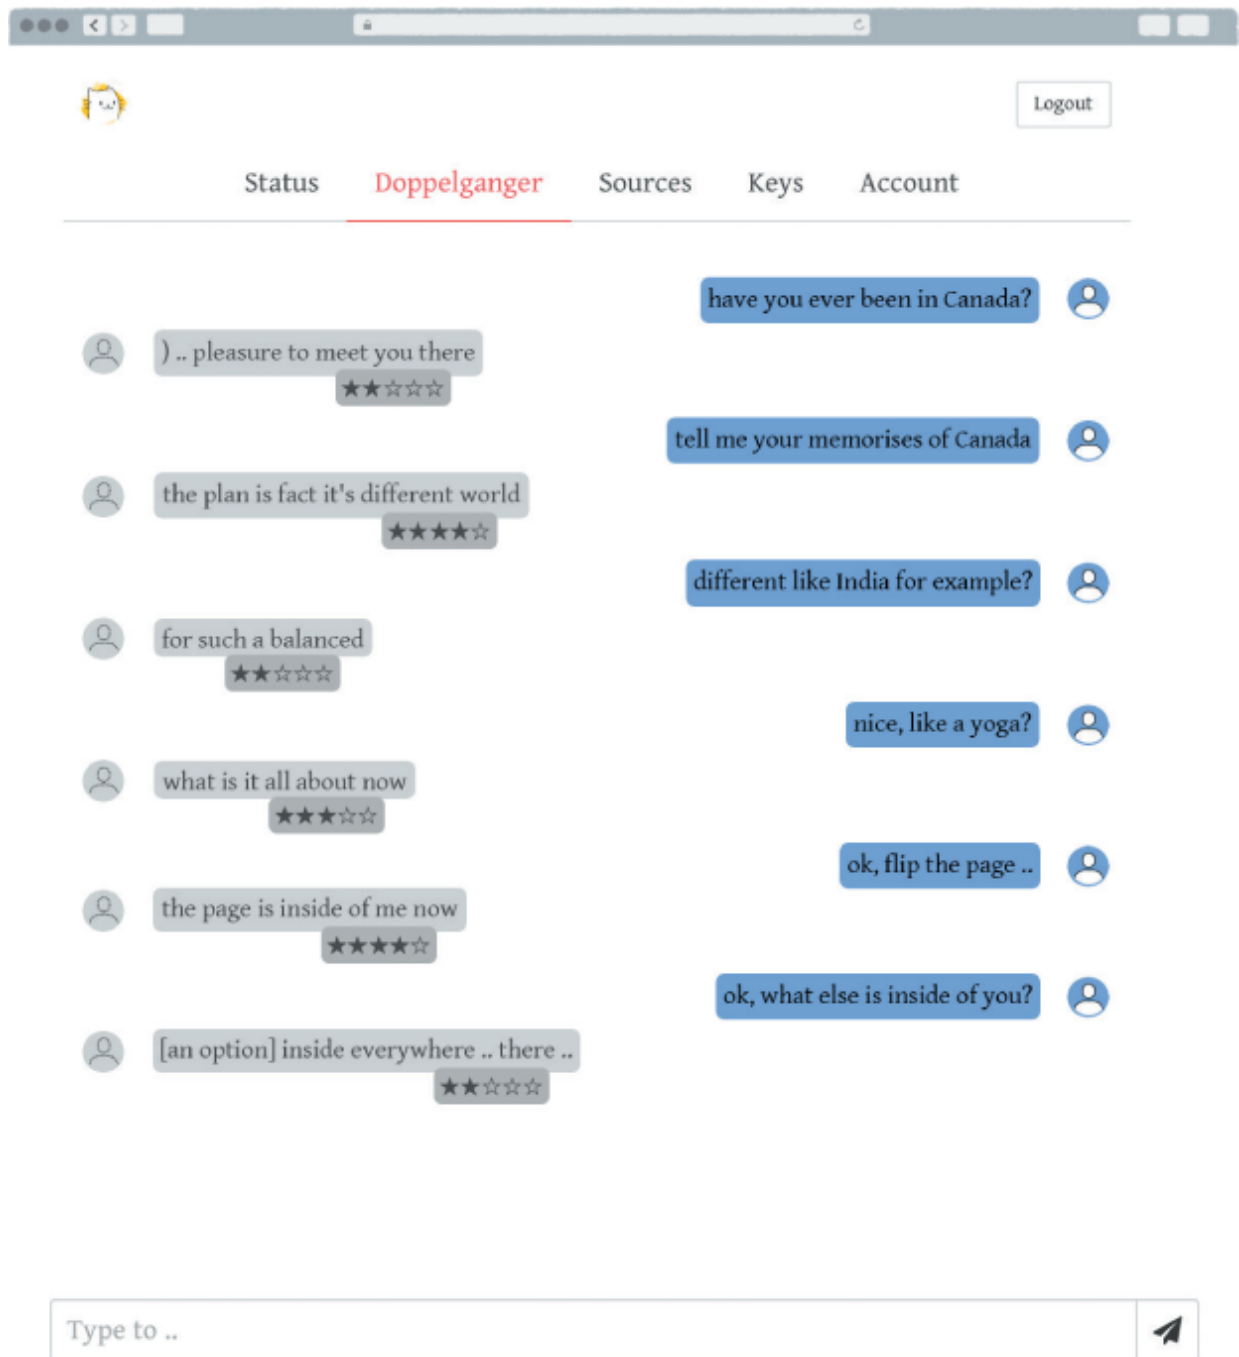 Logout
Status Doppelganger Sources Keys Account
have you ever been in Canada?
) .. pleasure to meet you there
★★☆☆☆
tell me your memorises of Canada
the plan is fact it's different world
★★★★☆
different like India for example?
for such a balanced
★★☆☆☆
nice, like a yoga?
what is it all about now
★★★☆☆
ok, flip the page ..
the page is inside of me now
★★★★☆
ok, what else is inside of you?
[an option] inside everywhere .. there ..
★★☆☆☆
Type to ..